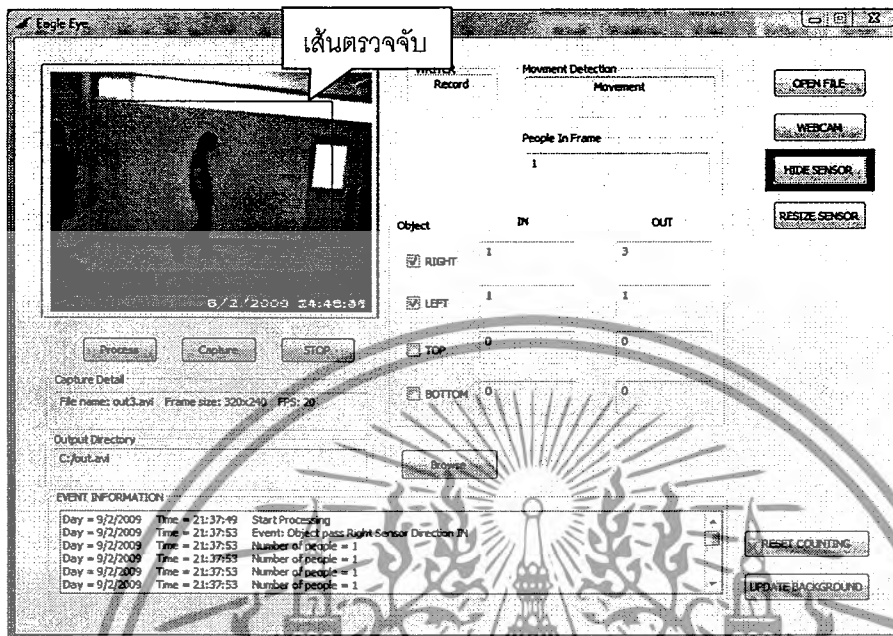 Eagle Eye
เส้นตรวจจับ
Record
Movment Detection
Movement
People In Frame
1
OPEN FILE
WEBCAM
HIDE SENSOR
RESIZE SENSOR
Object IN OUT
RIGHT 1 3
LEFT 1 1
TOP 0 0
BOTTOM 0 0
Process Capture STOP
Capture Detail
File name: out3.avi Frame size: 320x240 FPS: 20
Output Directory
C:/out.avi
Browse
EVENT INFORMATION
Day = 9/2/2009 Time = 21:37:49 Start Processing
Day = 9/2/2009 Time = 21:37:53 Event: Object pass Right Sensor Direction IN
Day = 9/2/2009 Time = 21:37:53 Number of people = 1
Day = 9/2/2009 Time = 21:37:53 Number of people = 1
Day = 9/2/2009 Time = 21:37:53 Number of people = 1
Day = 9/2/2009 Time = 21:37:53 Number of people = 1
RESET COUNTING
UPDATE BACKGROUND